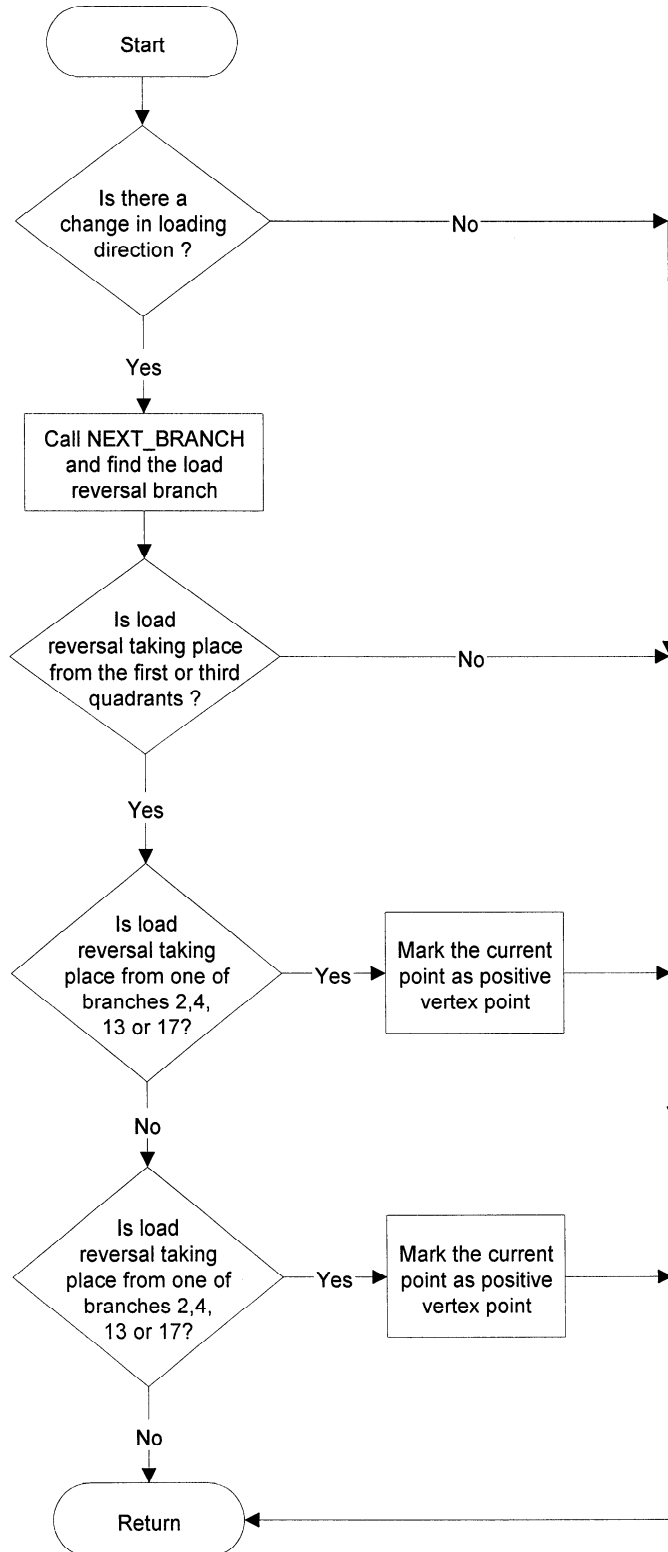 Start
Is there a
change in loading
direction ?
No
Yes
Call NEXT_BRANCH
and find the load
reversal branch
Is load
reversal taking place
from the first or third
quadrants ?
No
Yes
Is load
reversal taking
place from one of
branches 2,4,
13 or 17?
Yes
Mark the current
point as positive
vertex point
No
Is load
reversal taking
place from one of
branches 2,4,
13 or 17?
Yes
Mark the current
point as positive
vertex point
No
Return